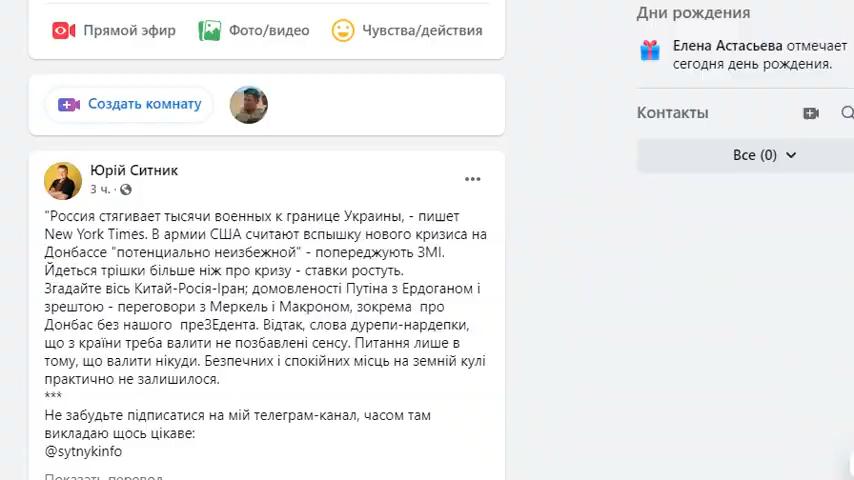 Прямой эфир
Фото/видео
Чувства/действия
Создать комнату
Юрій Ситник
3 ч. ·
"Россия стягивает тысячи военных к границе Украины, - пишет
New York Times. В армии США считают вспышку нового кризиса на
Донбассе "потенциально неизбежной" - попереджують ЗМІ.
Йдеться трішки більше ніж про кризу - ставки ростуть.
Згадайте вісь Китай-Росія-Іран; домовленості Путіна з Ердоганом і
зрештою - переговори з Меркель і Макроном, зокрема про
Донбас без нашого преЗЕдента. Відтак, слова дурепи-нардепки,
що з країни треба валити не позбавлені сенсу. Питання лише в
тому, що валити нікуди. Безпечних і спокійних місць на земній кулі
практично не залишилося.
***
Не забудьте підписатися на мій телеграм-канал, часом там
викладаю щось цікаве:
@sytnykinfo
Показать перевод
Дни рождения
Елена Астасьева отмечает
сегодня день рождения.
Контакты
Все (0)